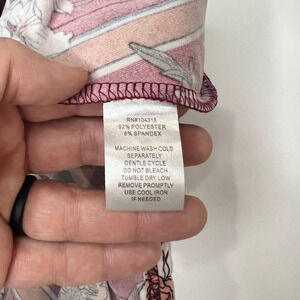 RN#104315
92% POLYESTER
8% SPANDEX
MACHINE WASH COLD
SEPARATELY
GENTLE CYCLE
DO NOT BLEACH
TUMBLE DRY LOW
REMOVE PROMPTLY
USE COOL IRON
IF NEEDED